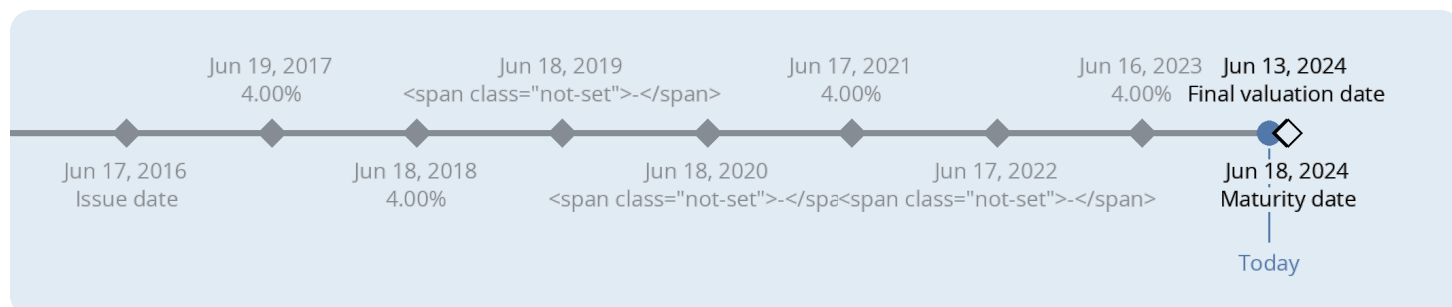 Jun 19, 2017
4.00%
Jun 18, 2019
<span class="not-set">-</span>
Jun 17, 2021
4.00%
Jun 16, 2023
4.00%
Jun 13, 2024
Final valuation date
Jun 17, 2016
Issue date
Jun 18, 2018
4.00%
Jun 18, 2020
<span class="not-set">-</spa
Jun 17, 2022
<span class="not-set">-</span>
Jun 18, 2024
Maturity date
Today